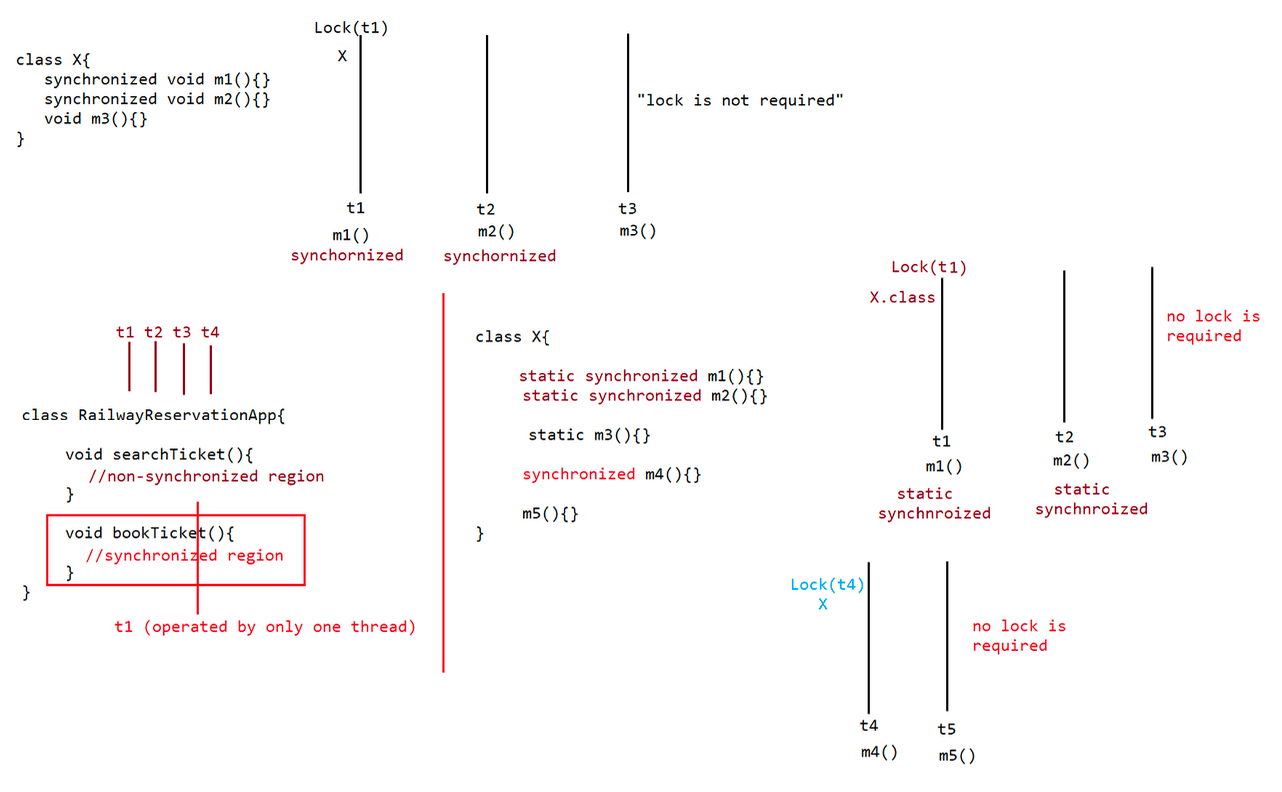 class X{
synchronized void m1(){}
synchronized void m2(){}
void m3(){}
}
Lock(t1)
X
"lock is not required"
t1
m1()
synchornized
t2
m2()
synchornized
t3
m3()
t1 t2 t3 t4
class RailwayReservationApp{
void searchTicket(){
//non-synchronized region
}
void bookTicket(){
//synchronized region
}
}
t1 (operated by only one thread)
class X{
static synchronized m1(){}
static synchronized m2(){}
static m3(){}
synchronized m4(){}
m5(){}
}
Lock(t1)
X.class
no lock is
required
t1
m1()
static
synchnroized
t2
m2()
static
synchnroized
t3
m3()
Lock(t4)
X
no lock is
required
t4
m4()
t5
m5()